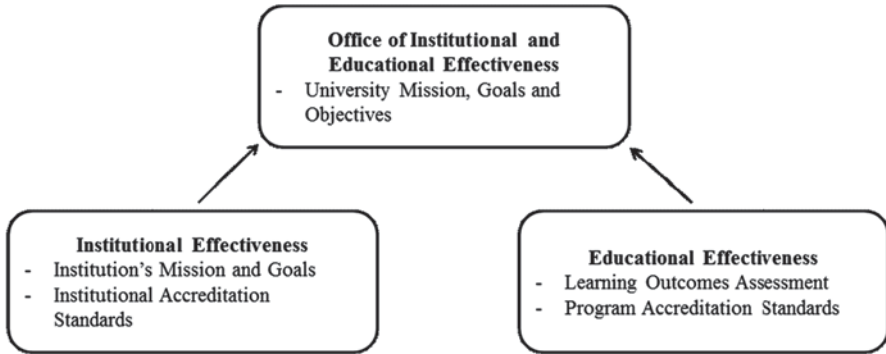 Office of Institutional and
Educational Effectiveness
- University Mission, Goals and
Objectives
Institutional Effectiveness
- Institution's Mission and Goals
- Institutional Accreditation
Standards
Educational Effectiveness
- Learning Outcomes Assessment
- Program Accreditation Standards